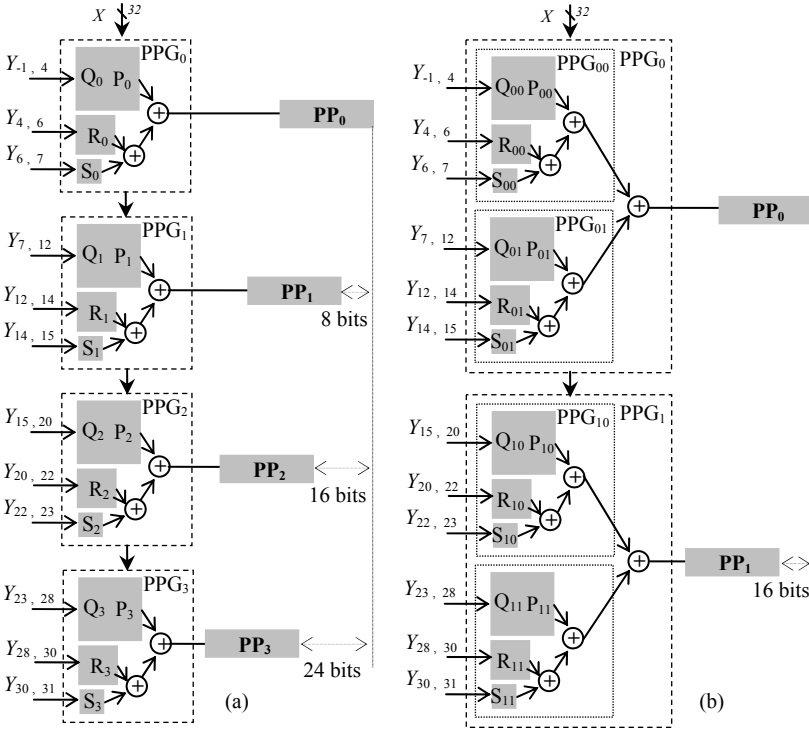 X 32
PPG0
Y-1, 4
Q0 P0
Y4, 6
R0
Y6, 7
S0
PP0
PPG1
Y7, 12
Q1 P1
Y12, 14
R1
Y14, 15
S1
PP1
8 bits
PPG2
Y15, 20
Q2 P2
Y20, 22
R2
Y22, 23
S2
PP2
16 bits
PPG3
Y23, 28
Q3 P3
Y28, 30
R3
Y30, 31
S3
PP3
24 bits
(a)
X 32
PPG00 PPG0
Y-1, 4
Q00 P00
Y4, 6
R00
Y6, 7
S00
PP0
PPG01
Y7, 12
Q01 P01
Y12, 14
R01
Y14, 15
S01
PPG10 PPG1
Y15, 20
Q10 P10
Y20, 22
R10
Y22, 23
S10
PP1
16 bits
Y23, 28
Q11 P11
Y28, 30
R11
Y30, 31
S11
(b)